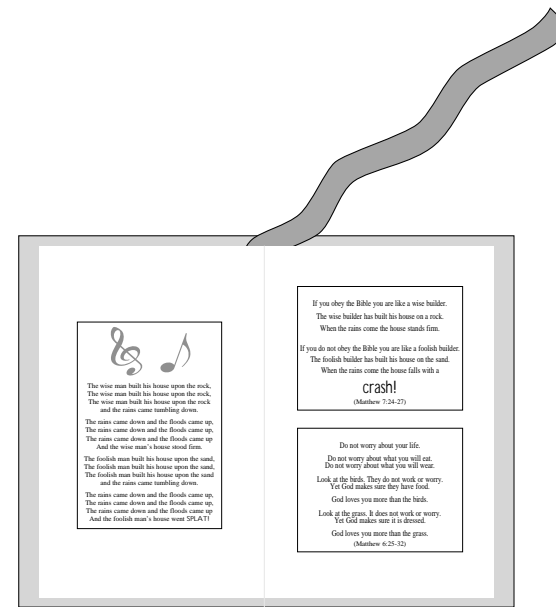 The wise man built his house upon the rock,
The wise man built his house upon the rock,
The wise man built his house upon the rock
and the rains came tumbling down.
The rains came down and the floods came up,
The rains came down and the floods came up,
The rains came down and the floods came up
And the wise man's house stood firm.
The foolish man built his house upon the sand,
The foolish man built his house upon the sand,
The foolish man built his house upon the sand
and the rains came tumbling down.
The rains came down and the floods came up,
The rains came down and the floods came up,
The rains came down and the floods came up
And the foolish man's house went SPLAT!
If you obey the Bible you are like a wise builder.
The wise builder has built his house on a rock.
When the rains come the house stands firm.
If you do not obey the Bible you are like a foolish builder.
The foolish builder has built his house on the sand.
When the rains come the house falls with a
crash!
(Matthew 7:24-27)
Do not worry about your life.
Do not worry about what you will eat.
Do not worry about what you will wear.
Look at the birds. They do not work or worry.
Yet God makes sure they have food.
God loves you more than the birds.
Look at the grass. It does not work or worry.
Yet God makes sure it is dressed.
God loves you more than the grass.
(Matthew 6:25-32)